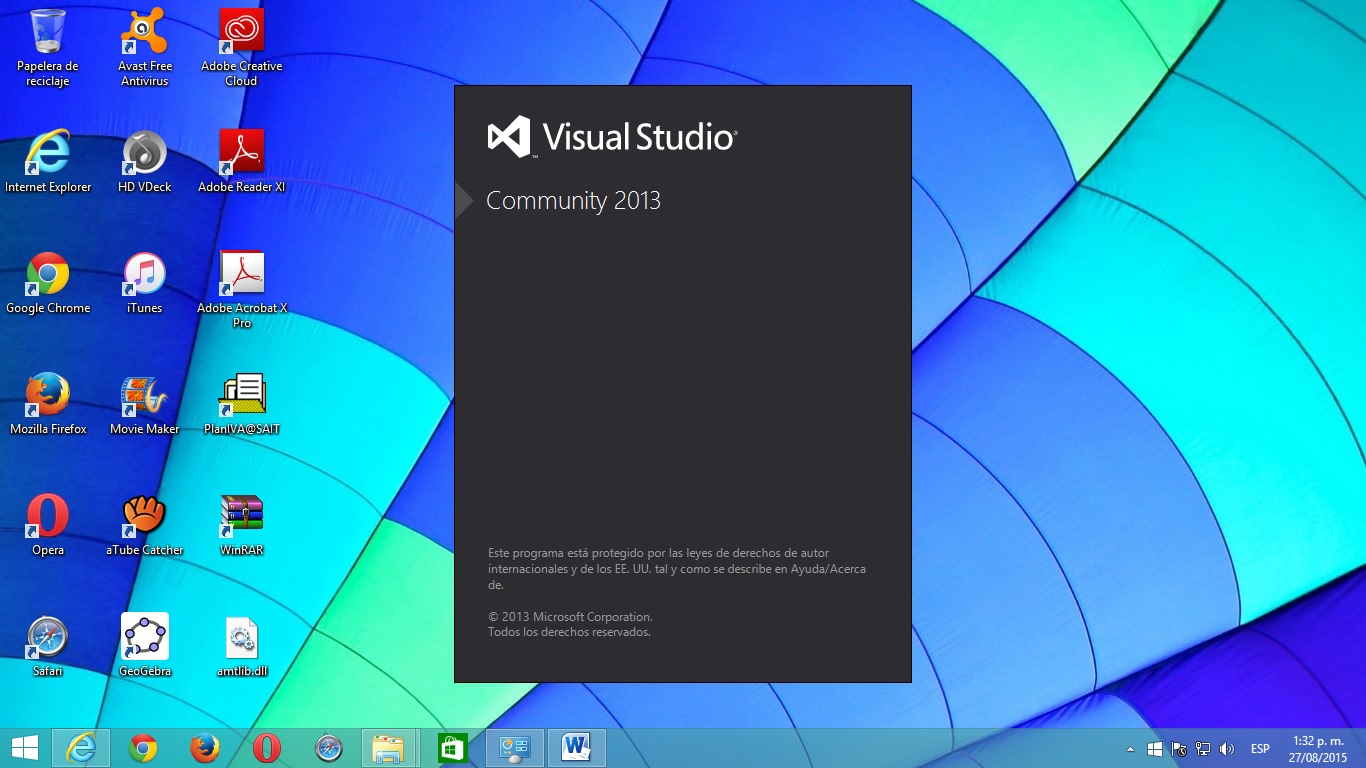 Papelera de
reciclaje
Avast Free
Antivirus
Adobe Creative
Cloud
Internet Explorer
HD VDeck
Adobe Reader XI
Google Chrome
iTunes
Adobe Acrobat X
Pro
Mozilla Firefox
Movie Maker
PlanIVA@SAIT
Opera
aTube Catcher
WinRAR
Safari
GeoGebra
amtlib.dll
Visual Studio
Community 2013
Este programa está protegido por las leyes de derechos de autor
internacionales y de los EE. UU. tal y como se describe en Ayuda/Acerca
de.
© 2013 Microsoft Corporation.
Todos los derechos reservados.
ESP
1:32 p. m.
27/08/2015